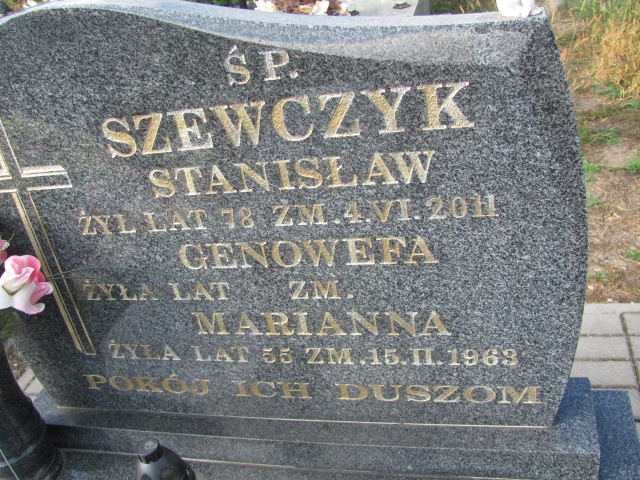 Ś P.
SZEWCZYK
STANISŁAW
ŻYŁ LAT 78 ZM. 4. VI. 2011
GENOWEFA
ŻYŁA LAT ZM.
MARIANNA
ŻYŁA LAT 55 ZM. 15. II. 1963
POKÓJ ICH DUSZOM